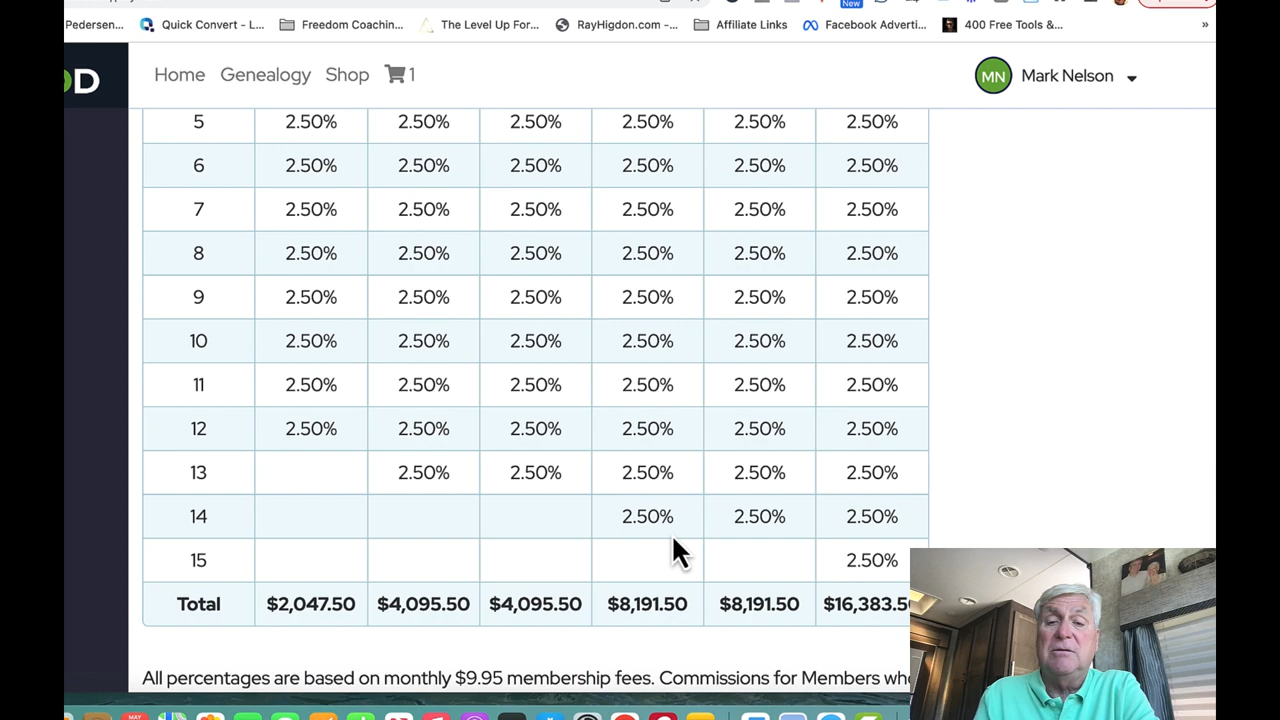 Pedersen...
Quick Convert - L...
Freedom Coachin...
The Level Up For...
RayHigdon.com -...
Affiliate Links
Facebook Adverti...
400 Free Tools &...
»
New
D
Home
Genealogy
Shop
1
MN
Mark Nelson
5 2.50% 2.50% 2.50% 2.50% 2.50% 2.50%
6 2.50% 2.50% 2.50% 2.50% 2.50% 2.50%
7 2.50% 2.50% 2.50% 2.50% 2.50% 2.50%
8 2.50% 2.50% 2.50% 2.50% 2.50% 2.50%
9 2.50% 2.50% 2.50% 2.50% 2.50% 2.50%
10 2.50% 2.50% 2.50% 2.50% 2.50% 2.50%
11 2.50% 2.50% 2.50% 2.50% 2.50% 2.50%
12 2.50% 2.50% 2.50% 2.50% 2.50% 2.50%
13 2.50% 2.50% 2.50% 2.50% 2.50%
14 2.50% 2.50% 2.50%
15 2.50%
Total $2,047.50 $4,095.50 $4,095.50 $8,191.50 $8,191.50 $16,383.5
All percentages are based on monthly $9.95 membership fees. Commissions for Members who
MAY